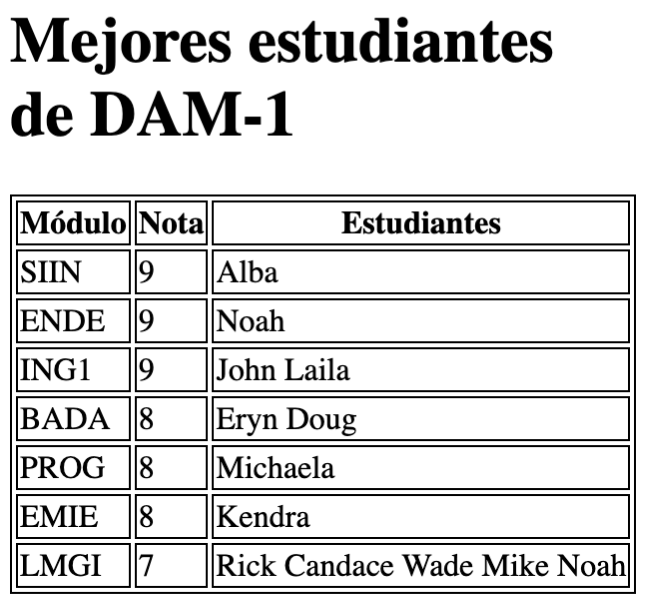 Mejores estudiantes
de DAM-1
Módulo Nota Estudiantes
SIIN 9 Alba
ENDE 9 Noah
ING1 9 John Laila
BADA 8 Eryn Doug
PROG 8 Michaela
EMIE 8 Kendra
LMGI 7 Rick Candace Wade Mike Noah